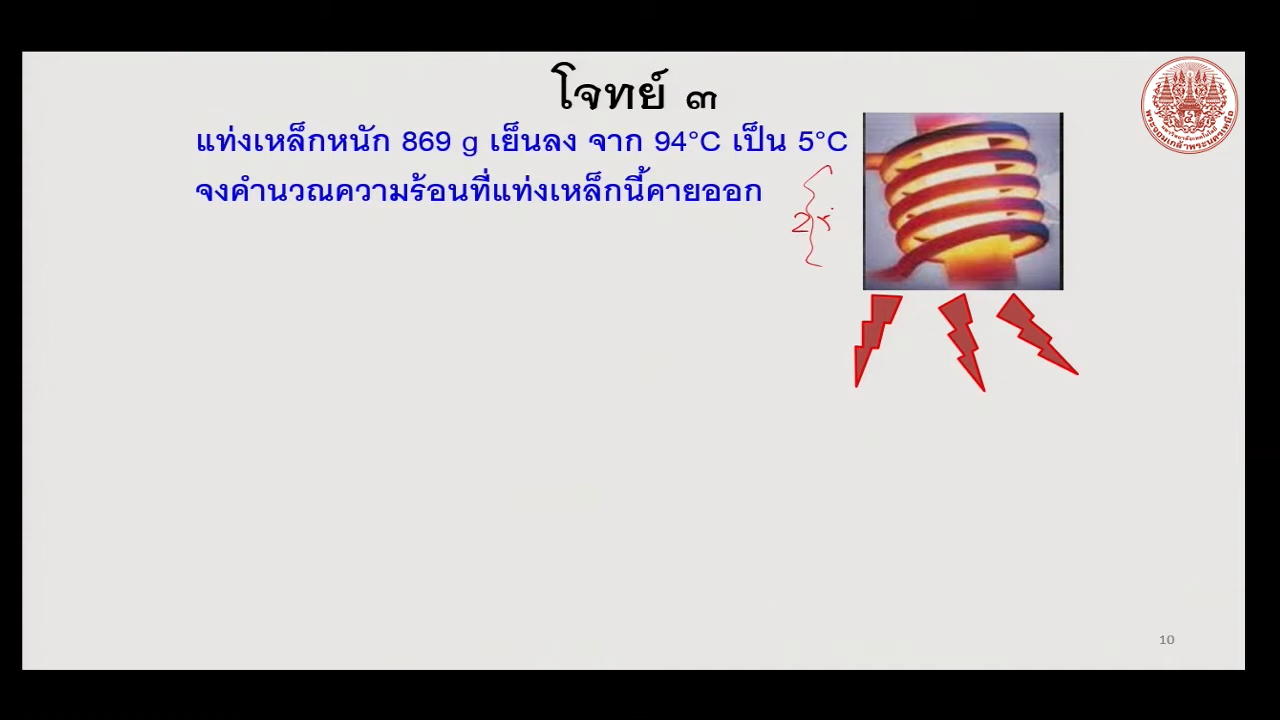 โจทย์ ๓
แท่งเหล็กหนัก 869 g เย็นลง จาก 94°C เป็น 5°C
จงคำนวณความร้อนที่แท่งเหล็กนี้คายออก
10